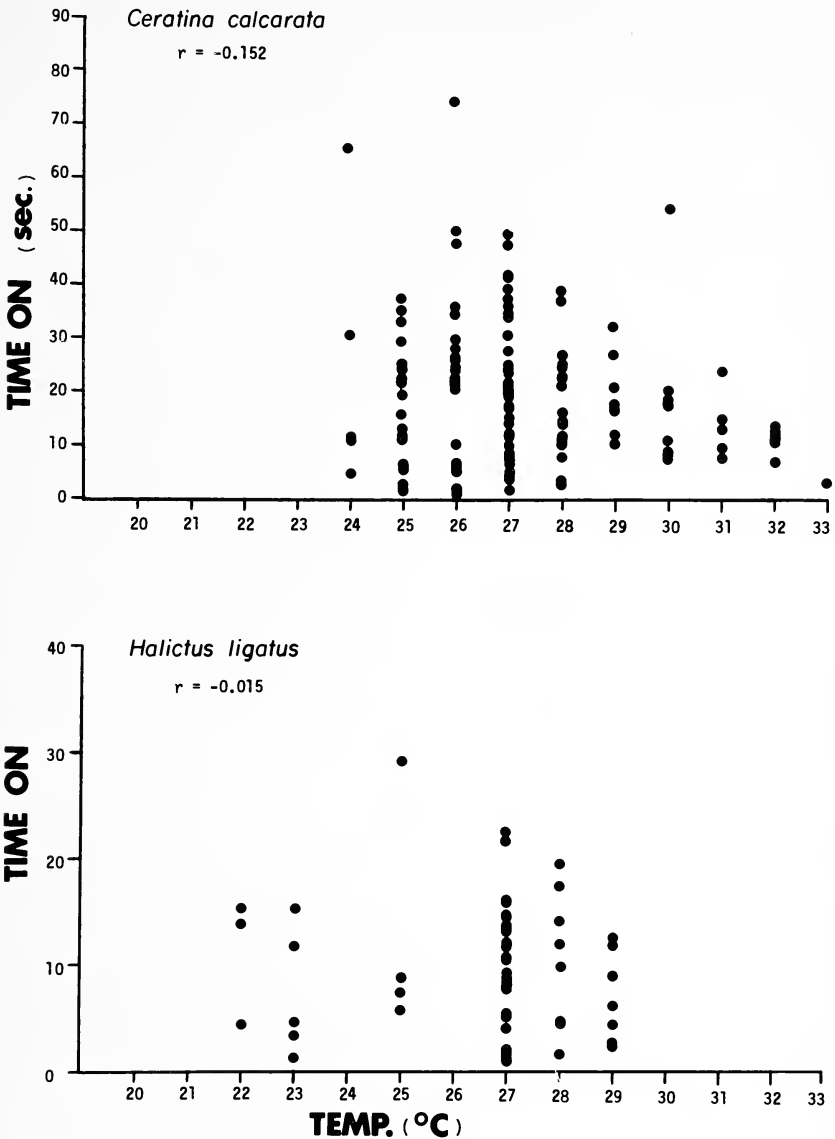 Ceratina calcarata
r = -0.152
90
80
70
60
50
40
30
20
10
0
TIME ON (sec.)
20 21 22 23 24 25 26 27 28 29 30 31 32 33
Halictus ligatus
r = -0.015
40
30
20
10
0
TIME ON
20 21 22 23 24 25 26 27 28 29 30 31 32 33
TEMP. (°C)